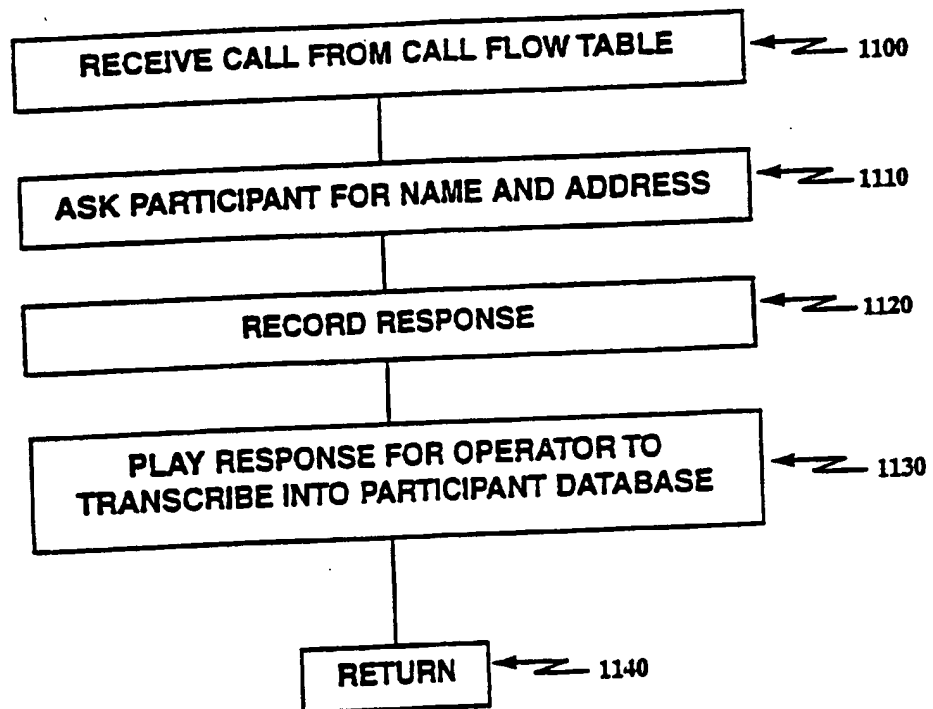 RECEIVE CALL FROM CALL FLOW TABLE
1100
ASK PARTICIPANT FOR NAME AND ADDRESS
1110
RECORD RESPONSE
1120
PLAY RESPONSE FOR OPERATOR TO
TRANSCRIBE INTO PARTICIPANT DATABASE
1130
RETURN
1140